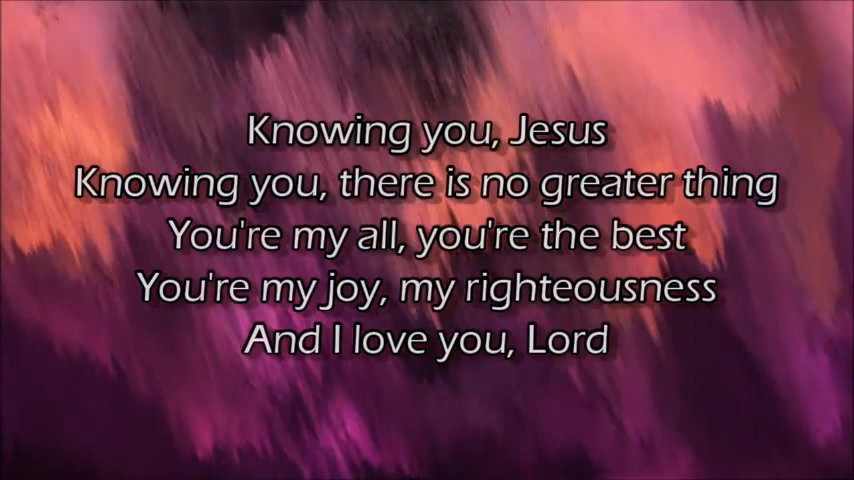 Knowing you, Jesus
Knowing you, there is no greater thing
You're my all, you're the best
You're my joy, my righteousness
And I love you, Lord